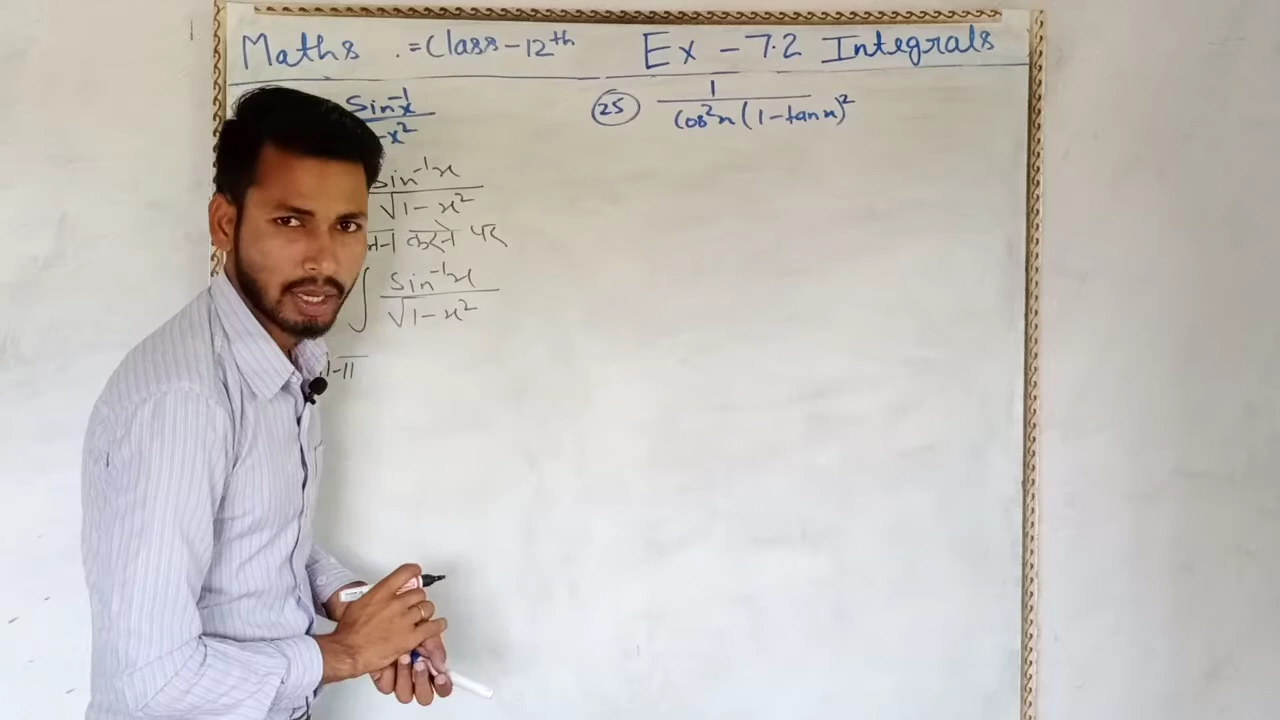 Maths .=Class-12th Ex-7.2 Integrals
Sin⁻¹x
-x²
Sin⁻¹x
√1-x²
करने पर
∫ Sin⁻¹x
√1-x²
25 1
Cos²x(1-tanx)²